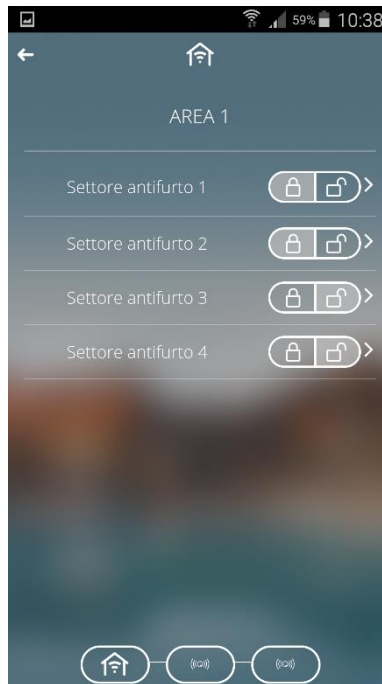 59% 10:38
AREA 1
Settore antifurto 1
Settore antifurto 2
Settore antifurto 3
Settore antifurto 4